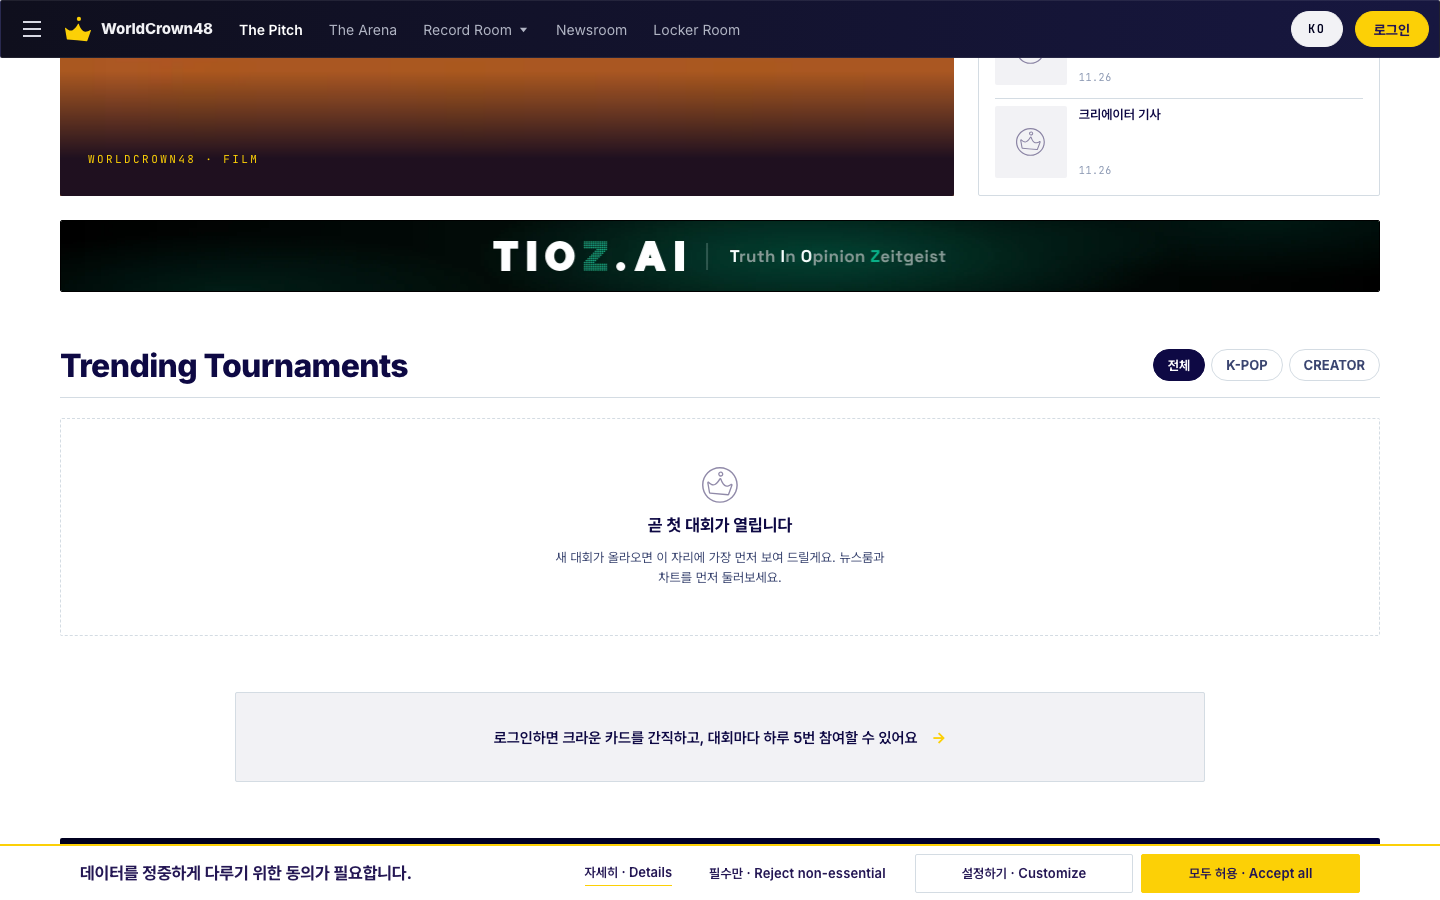 WorldCrown48
The Pitch
The Arena
Record Room
Newsroom
Locker Room
KO
로그인
11.26
크리에이터 기사
11.26
WORLDCROWN48 · FILM
TIOZ.AI
Truth In Opinion Zeitgeist
Trending Tournaments
전체
K-POP
CREATOR
곧 첫 대회가 열립니다
새 대회가 올라오면 이 자리에 가장 먼저 보여 드릴게요. 뉴스룸과
차트를 먼저 둘러보세요.
로그인하면 크라운 카드를 간직하고, 대회마다 하루 5번 참여할 수 있어요 →
데이터를 정중하게 다루기 위한 동의가 필요합니다.
자세히 · Details
필수만 · Reject non-essential
설정하기 · Customize
모두 허용 · Accept all